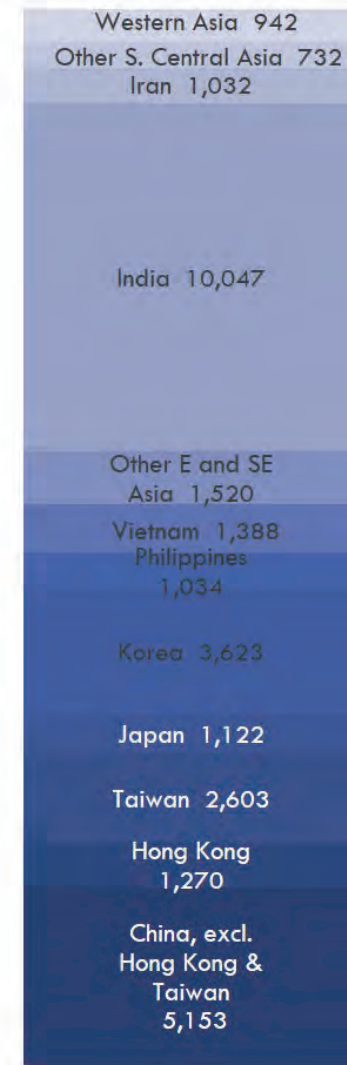 Western Asia 942
Other S. Central Asia 732
Iran 1,032
India 10,047
Other E and SE
Asia 1,520
Vietnam 1,388
Philippines
1,034
Korea 3,623
Japan 1,122
Taiwan 2,603
Hong Kong
1,270
China, excl.
Hong Kong &
Taiwan
5,153